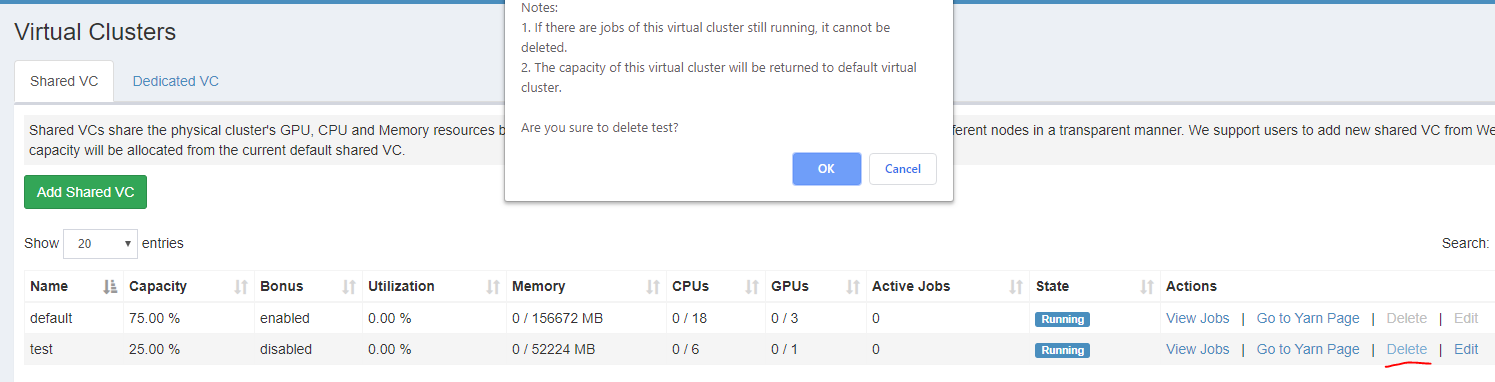 Notes:
Virtual Clusters
1. If there are jobs of this virtual cluster still running, it cannot be
deleted.
2. The capacity of this virtual cluster will be returned to default virtual
cluster.
Are you sure to delete test?
OK Cancel
Shared VC Dedicated VC
Shared VCs share the physical cluster's GPU, CPU and Memory resources
ferent nodes in a transparent manner. We support users to add new shared VC from We
capacity will be allocated from the current default shared VC.
Add Shared VC
Show 20 entries Search:
Name Capacity Bonus Utilization Memory CPUs GPUs Active Jobs State Actions
default 75.00 % enabled 0.00 % 0 / 156672 MB 0 / 18 0 / 3 0 Running View Jobs | Go to Yarn Page | Delete | Edit
test 25.00 % disabled 0.00 % 0 / 52224 MB 0 / 6 0 / 1 0 Running View Jobs | Go to Yarn Page | Delete | Edit